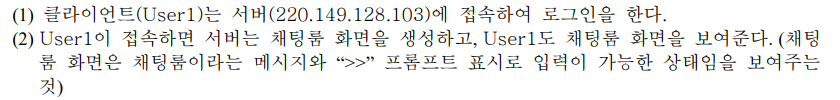 (1) 클라이언트(User1)는 서버(220.149.128.103)에 접속하여 로그인을 한다.
(2) User1이 접속하면 서버는 채팅룸 화면을 생성하고, User1도 채팅룸 화면을 보여준다. (채팅
룸 화면은 채팅룸이라는 메시지와 “>>” 프롬프트 표시로 입력이 가능한 상태임을 보여주는
것)